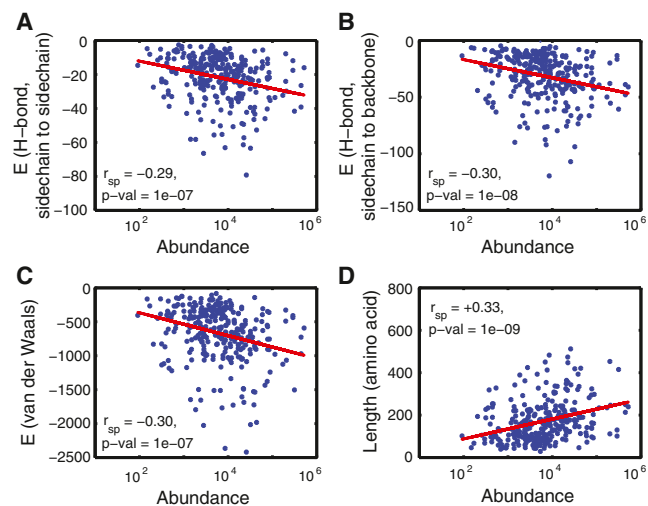 A
E (H−bond,
sidechain to sidechain)
0
−20
−40
−60
−80
−100
r_sp = −0.29,
p−val = 1e−07
10^2
10^4
10^6
Abundance
B
E (H−bond,
sidechain to backbone)
0
−50
−100
−150
r_sp = −0.30,
p−val = 1e−08
10^2
10^4
10^6
Abundance
C
E (van der Waals)
0
−500
−1000
−1500
−2000
−2500
r_sp = −0.30,
p−val = 1e−07
10^2
10^4
10^6
Abundance
D
Length (amino acid)
800
600
400
200
0
r_sp = +0.33,
p−val = 1e−09
10^2
10^4
10^6
Abundance